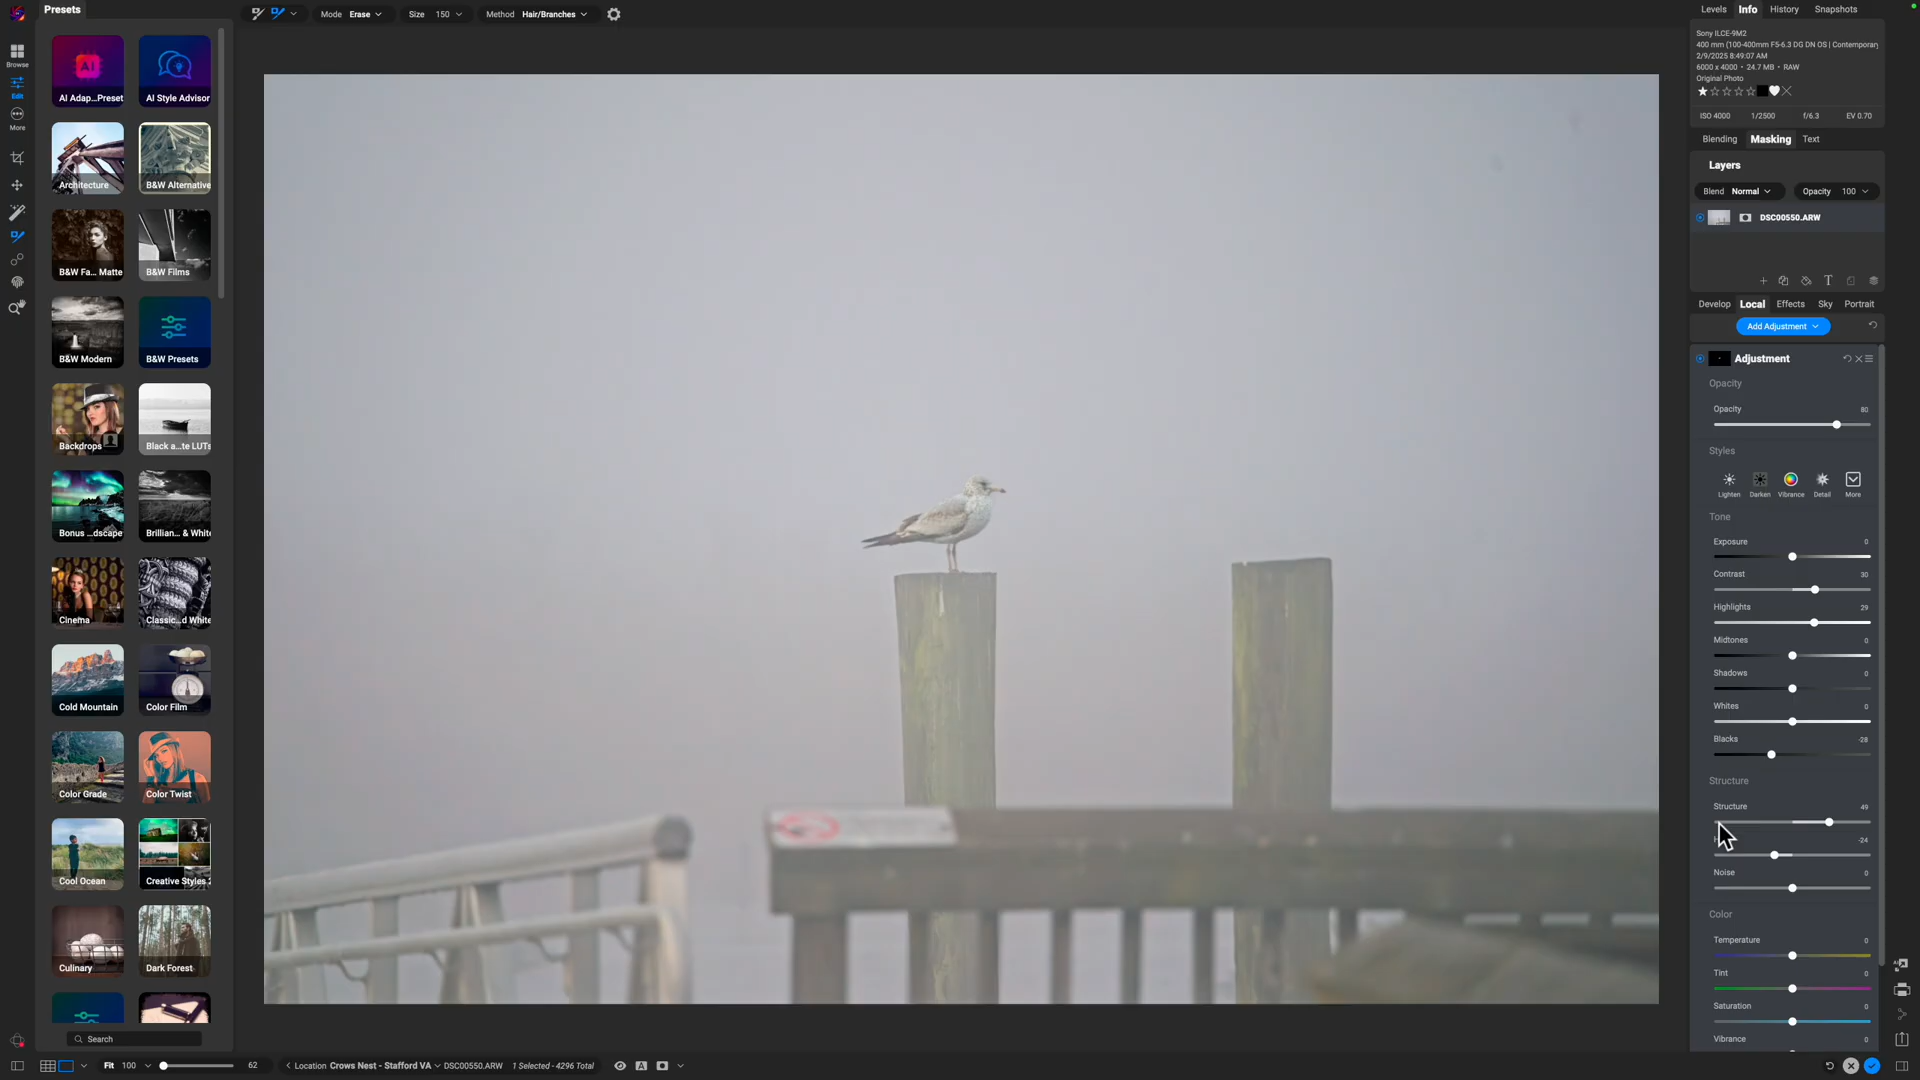 Presets
Mode Erase
Size 150
Method Hair/Branches
Levels Info History Snapshots
Browse
Edit
More
AI Adap...Preset
AI Style Advisor
Architecture
B&W Alternative
B&W Fa... Matte
B&W Films
B&W Modern
B&W Presets
Backdrops
Black a...te LUTs
Bonus ...dscape
Brillian... & White
Cinema
Classic...d White
Cold Mountain
Color Film
Color Grade
Color Twist
Cool Ocean
Creative Styles 2
Culinary
Dark Forest
Search
Sony ILCE-9M2
400 mm (100-400mm F5-6.3 DG DN OS | Contemporary
2/9/2025 8:49:07 AM
6000 x 4000 • 24.7 MB • RAW
Original Photo
ISO 4000 1/2500 f/6.3 EV 0.70
Blending Masking Text
Layers
Blend Normal Opacity 100
DSC00550.ARW
Develop Local Effects Sky Portrait
Add Adjustment
Adjustment
Opacity
Opacity 80
Styles
Lighten Darken Vibrance Detail More
Tone
Exposure 0
Contrast 30
Highlights 29
Midtones 0
Shadows 0
Whites 0
Blacks -28
Structure
Structure 49
-24
Noise 0
Color
Temperature 0
Tint 0
Saturation 0
Vibrance 0
Fit 100 62
Location Crows Nest - Stafford VA DSC00550.ARW 1 Selected - 4296 Total